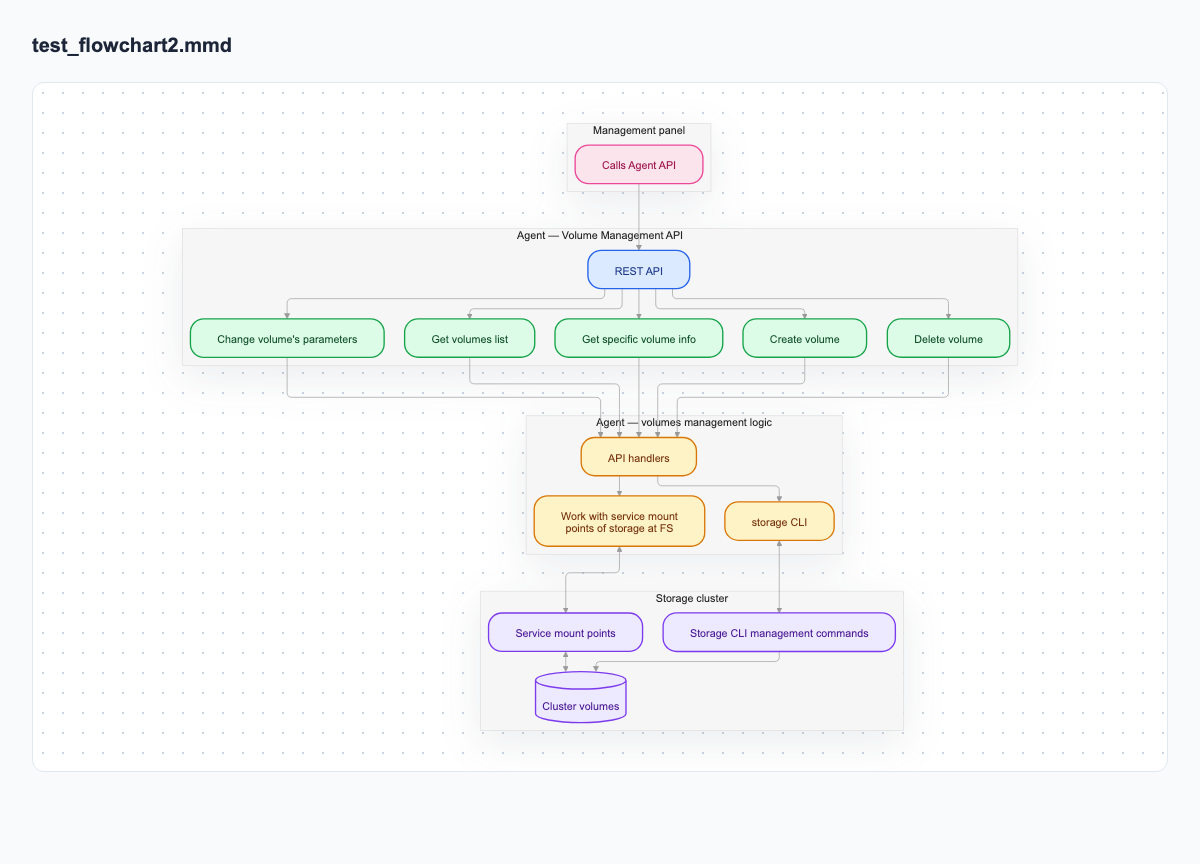 test_flowchart2.mmd
Management panel
Calls Agent API
Agent — Volume Management API
REST API
Change volume's parameters
Get volumes list
Get specific volume info
Create volume
Delete volume
Agent — volumes management logic
API handlers
Work with service mount
points of storage at FS
storage CLI
Storage cluster
Service mount points
Storage CLI management commands
Cluster volumes